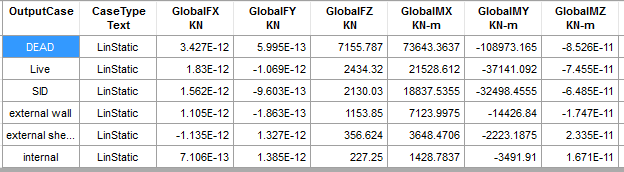 OutputCase CaseType GlobalFX GlobalFY GlobalFZ GlobalMX GlobalMY GlobalMZ
Text KN KN KN KN-m KN-m KN-m
DEAD LinStatic 3.427E-12 5.995E-13 7155.787 73643.3637 -108973.165 -8.526E-11
Live LinStatic 1.83E-12 -1.069E-12 2434.32 21528.612 -37141.092 -7.455E-11
SID LinStatic 1.562E-12 -9.603E-13 2130.03 18837.5355 -32498.4555 -6.485E-11
external wall LinStatic 1.105E-12 -1.863E-13 1153.85 7123.9975 -14426.84 -1.747E-11
external she... LinStatic -1.135E-12 1.327E-12 356.624 3648.4706 -2223.1875 2.335E-11
internal LinStatic 7.106E-13 1.385E-12 227.25 1428.7837 -3491.91 1.671E-11